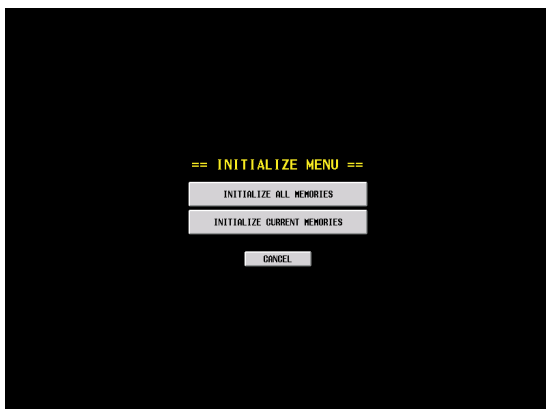 == INITIALIZE MENU ==
INITIALIZE ALL MEMORIES
INITIALIZE CURRENT MEMORIES
CANCEL